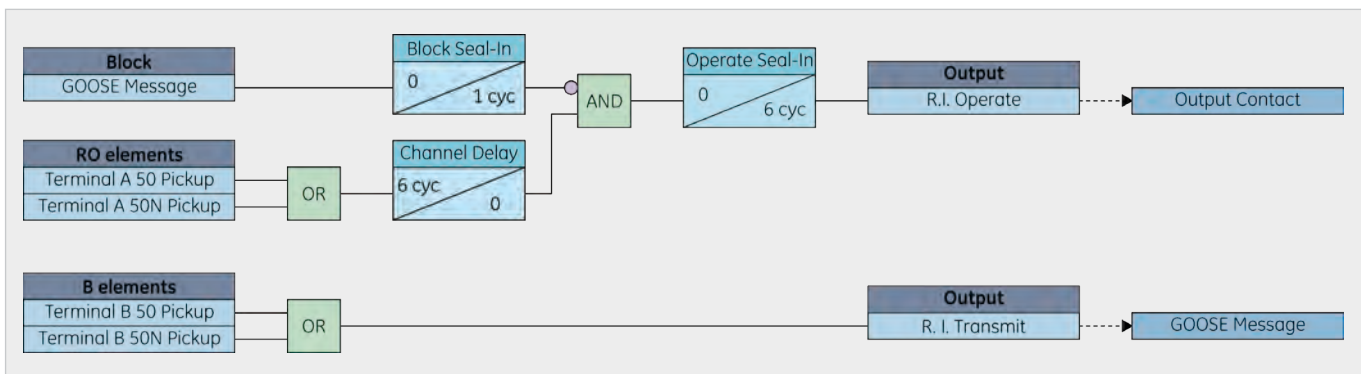 Block
GOOSE Message
Block Seal-In
0
1 cyc
AND
Operate Seal-In
0
6 cyc
Output
R.I. Operate
Output Contact
RO elements
Terminal A 50 Pickup
Terminal A 50N Pickup
OR
Channel Delay
6 cyc
0
B elements
Terminal B 50 Pickup
Terminal B 50N Pickup
OR
Output
R. I. Transmit
GOOSE Message